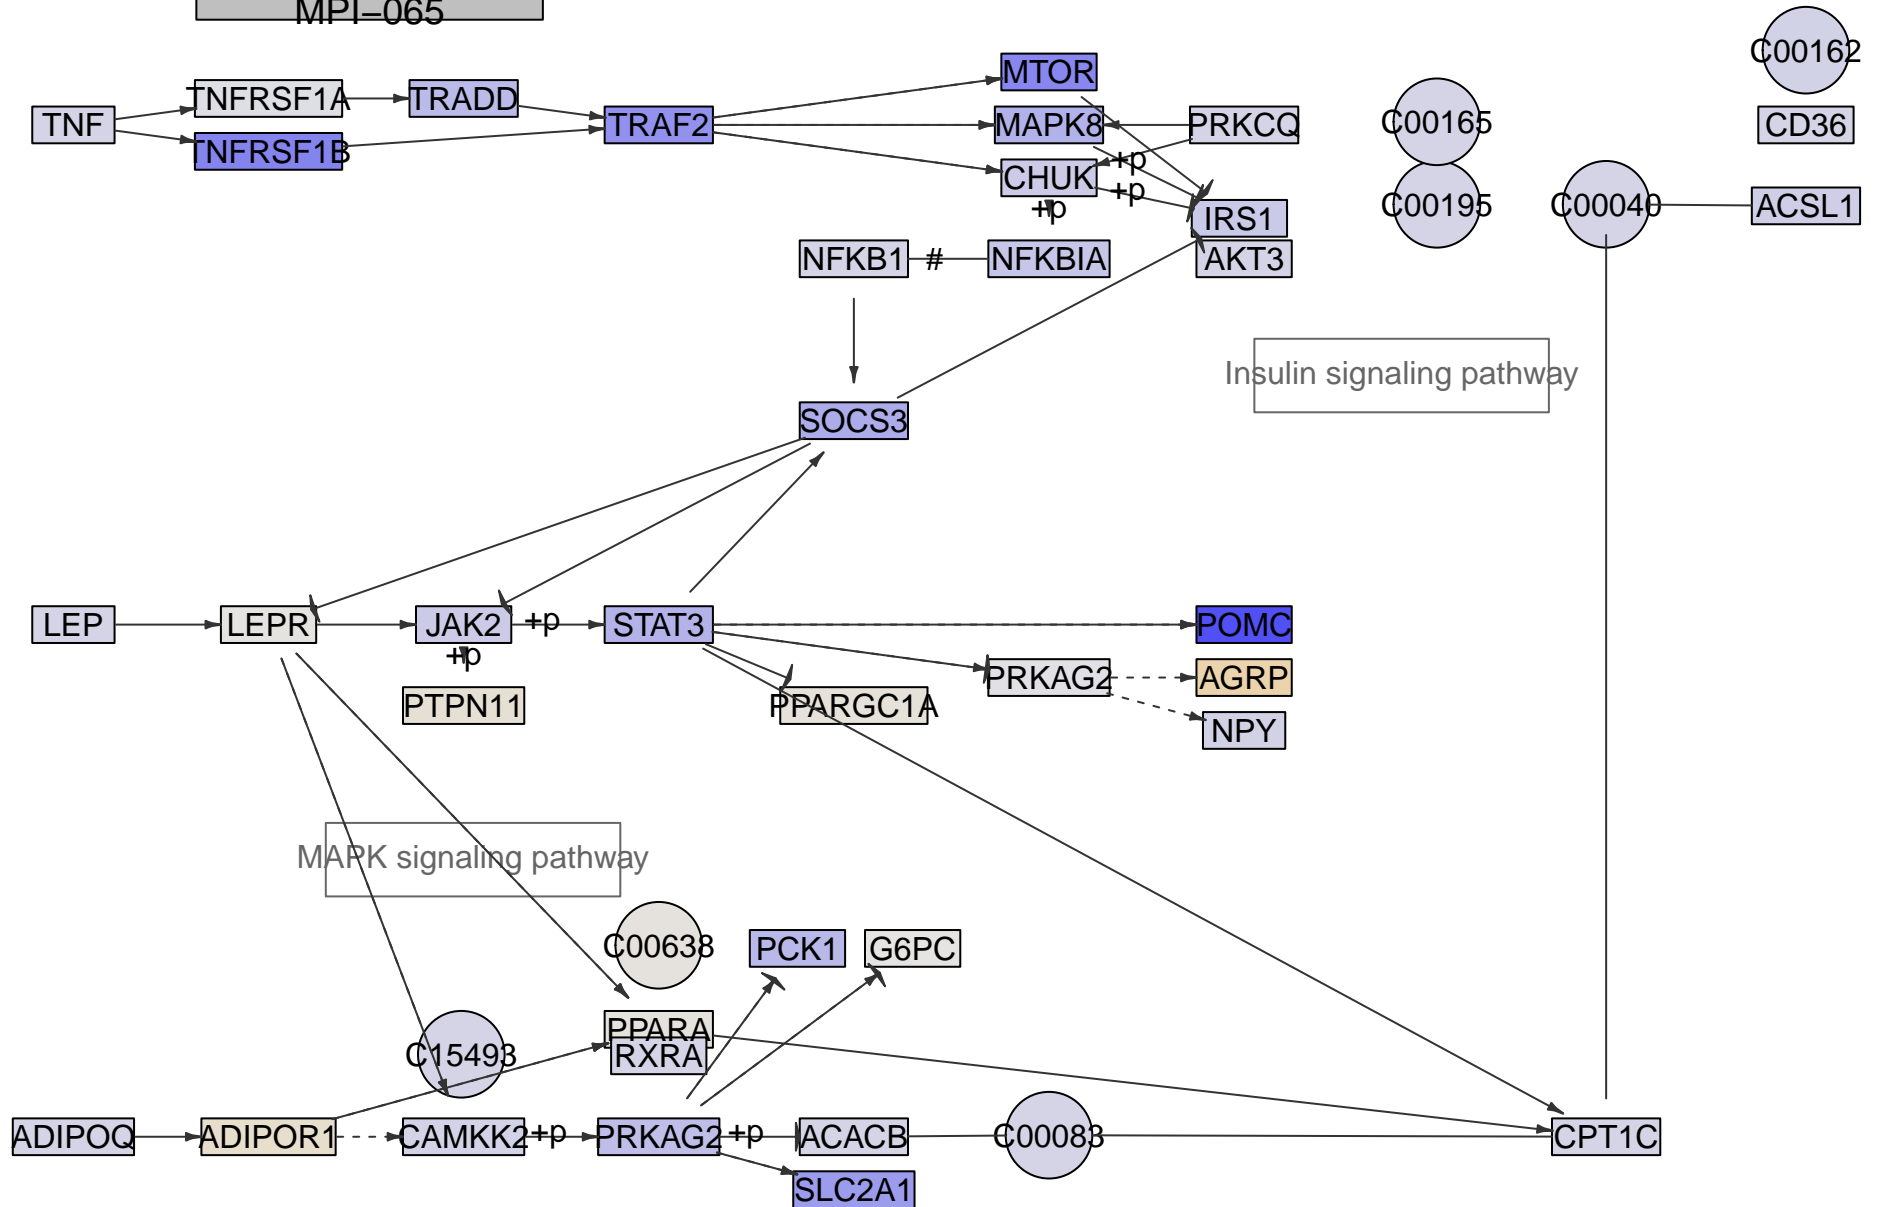 MPI−065
C00162
MTOR
TNFRSF1A
TRADD
TNF
TRAF2
MAPK8
PRKCQ
C00165
CD36
TNFRSF1B
+p
CHUK
+p
+p
IRS1
C00195
C00040
ACSL1
NFKB1
#
NFKBIA
AKT3
Insulin signaling pathway
SOCS3
LEP
LEPR
JAK2
+p
STAT3
POMC
+p
PRKAG2
AGRP
PTPN11
PPARGC1A
NPY
MAPK signaling pathway
C00638
PCK1
G6PC
PPARA
C15493
RXRA
ADIPOQ
ADIPOR1
CAMKK2
+p
PRKAG2
+p
ACACB
C00083
CPT1C
SLC2A1